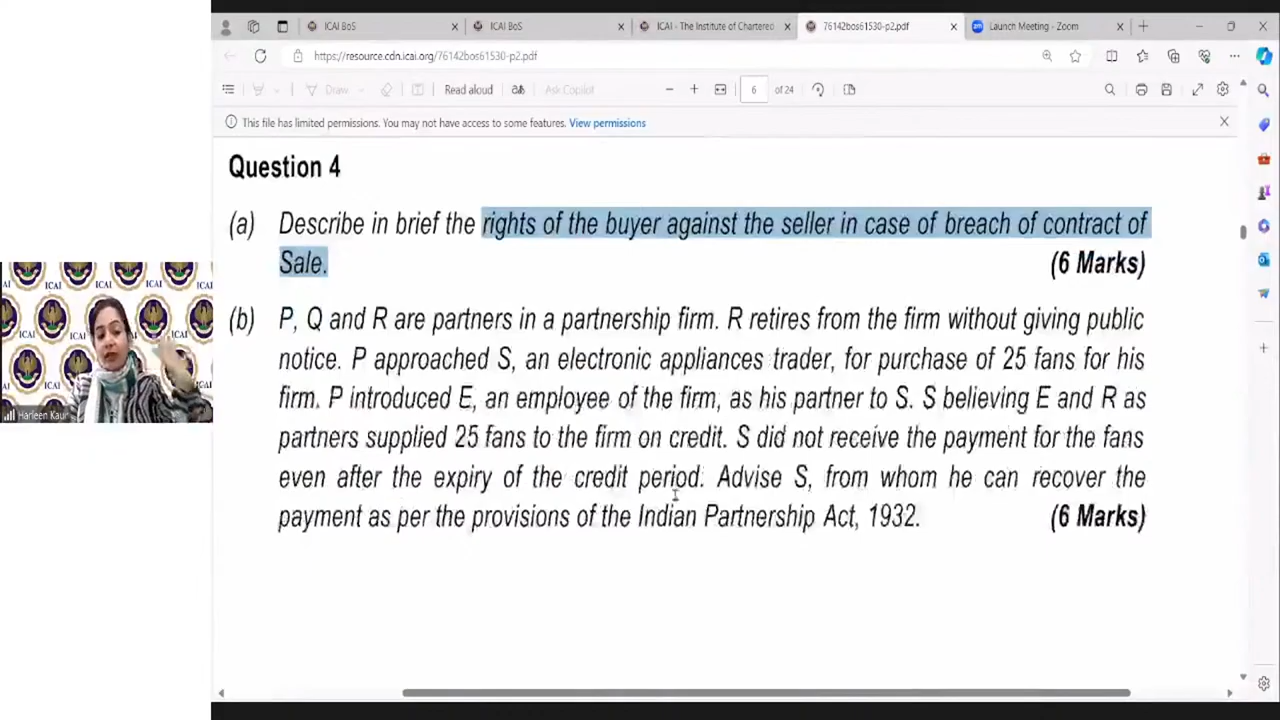 ICAI BoS
ICAI BoS
ICAI - The Institute of Chartered
76142bos61530-p2.pdf
Launch Meeting - Zoom
https://resource.cdn.icai.org/76142bos61530-p2.pdf
Draw
Read aloud
Ask Copilot
6
of 24
This file has limited permissions. You may not have access to some features. View permissions
Question 4
(a) Describe in brief the rights of the buyer against the seller in case of breach of contract of
Sale. (6 Marks)
(b) P, Q and R are partners in a partnership firm. R retires from the firm without giving public
notice. P approached S, an electronic appliances trader, for purchase of 25 fans for his
firm. P introduced E, an employee of the firm, as his partner to S. S believing E and R as
partners supplied 25 fans to the firm on credit. S did not receive the payment for the fans
even after the expiry of the credit period. Advise S, from whom he can recover the
payment as per the provisions of the Indian Partnership Act, 1932. (6 Marks)
ICAI
ICAI
ICAI
Harleen Kaur